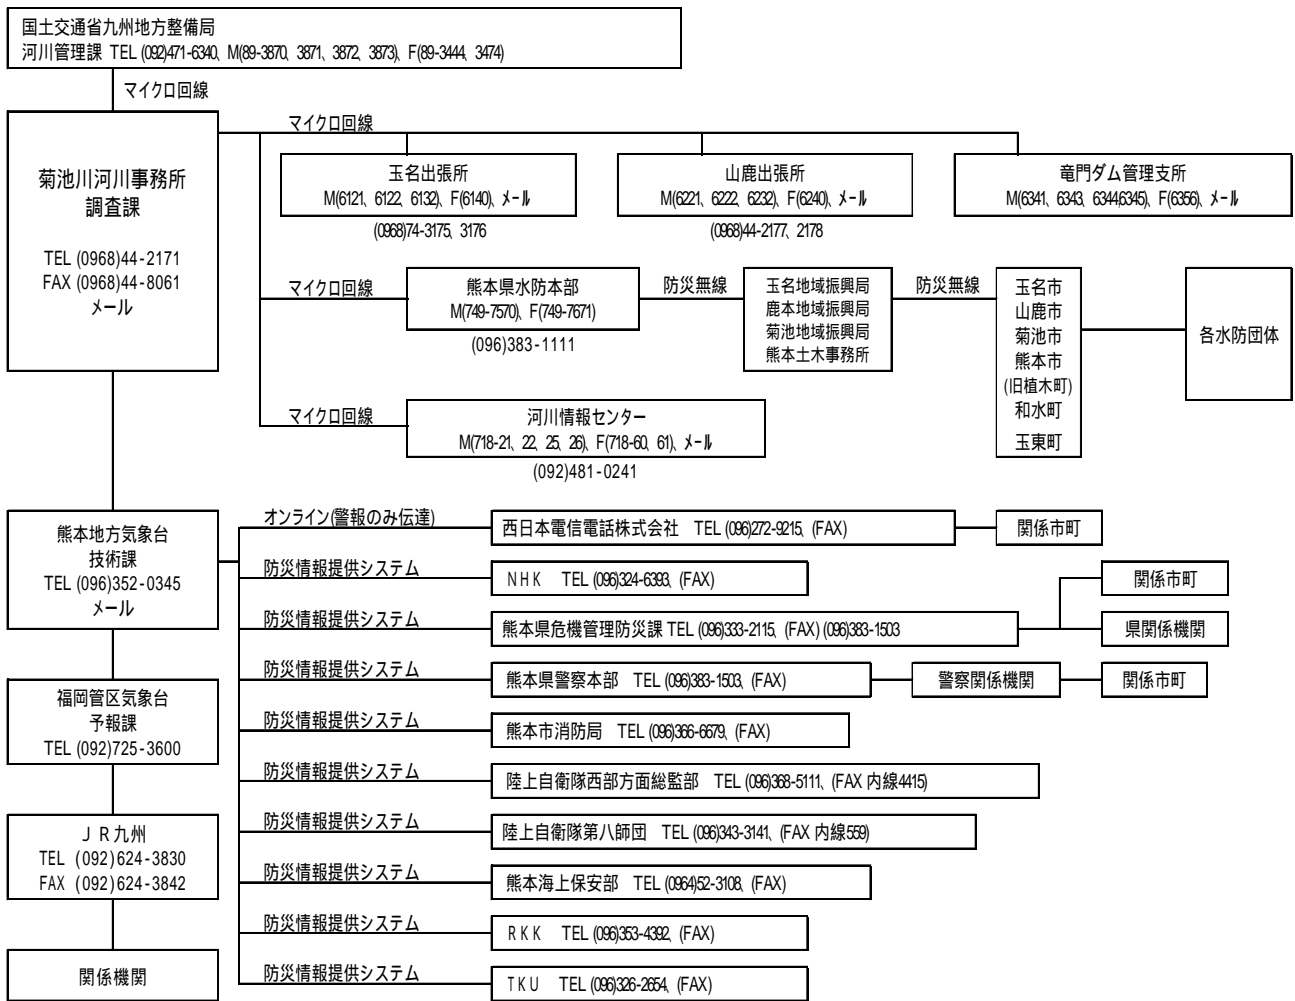 国土交通省九州地方整備局
河川管理課 TEL (092)471-6340、M(89-3870、3871、3872、3873)、F(89-3444、3474)
マイクロ回線
菊池川河川事務所
調査課
TEL (0968)44-2171
FAX (0968)44-8061
メール
マイクロ回線
玉名出張所
M(6121、6122、6132)、F(6140)、メール
(0968)74-3175、3176
山鹿出張所
M(6221、6222、6232)、F(6240)、メール
(0968)44-2177、2178
竜門ダム管理支所
M(6341、6343、6344,6345)、F(6356)、メール
マイクロ回線
熊本県水防本部
M(749-7570)、F(749-7671)
(096)383-1111
防災無線
玉名地域振興局
鹿本地域振興局
菊池地域振興局
熊本土木事務所
防災無線
玉名市
山鹿市
菊池市
熊本市
(旧植木町)
和水町
玉東町
各水防団体
マイクロ回線
河川情報センター
M(718-21、22、25、26)、F(718-60、61)、メール
(092)481-0241
熊本地方気象台
技術課
TEL (096)352-0345
メール
福岡管区気象台
予報課
TEL (092)725-3600
ＪＲ九州
TEL (092)624-3830
FAX (092)624-3842
関係機関
オンライン(警報のみ伝達)
西日本電信電話株式会社 TEL (096)272-9215、(FAX)
関係市町
防災情報提供システム
NHK TEL (096)324-6393、(FAX)
関係市町
防災情報提供システム
熊本県危機管理防災課 TEL (096)333-2115、(FAX) (096)383-1503
県関係機関
防災情報提供システム
熊本県警察本部 TEL (096)383-1503、(FAX)
警察関係機関
関係市町
防災情報提供システム
熊本市消防局 TEL (096)366-6679、(FAX)
防災情報提供システム
陸上自衛隊西部方面総監部 TEL (096)368-5111、(FAX 内線4415)
防災情報提供システム
陸上自衛隊第八師団 TEL (096)343-3141、(FAX 内線559)
防災情報提供システム
熊本海上保安部 TEL (0964)52-3108、(FAX)
防災情報提供システム
RKK TEL (096)353-4392、(FAX)
防災情報提供システム
TKU TEL (096)326-2654、(FAX)